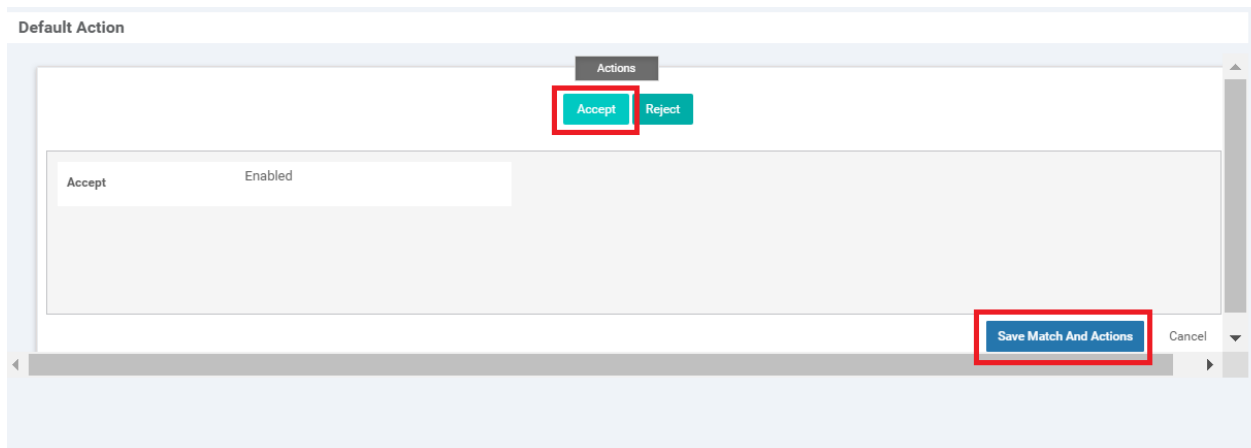 Default Action
Actions
Accept Reject
Accept Enabled
Save Match And Actions Cancel